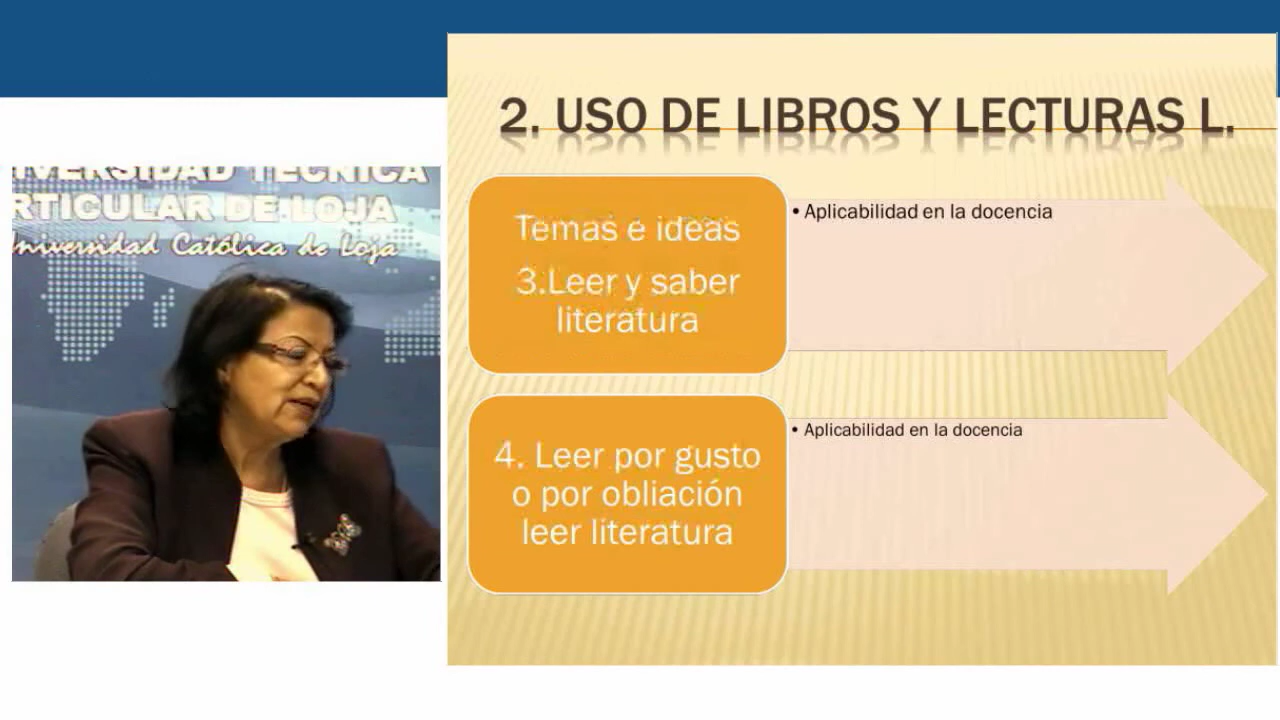 IVERSIDAD TÉCNICA
RTICULAR DE LOJA
Universidad Católica de Loja
2. USO DE LIBROS Y LECTURAS L.
Temas e ideas
3.Leer y saber
literatura
• Aplicabilidad en la docencia
4. Leer por gusto
o por obliación
leer literatura
• Aplicabilidad en la docencia